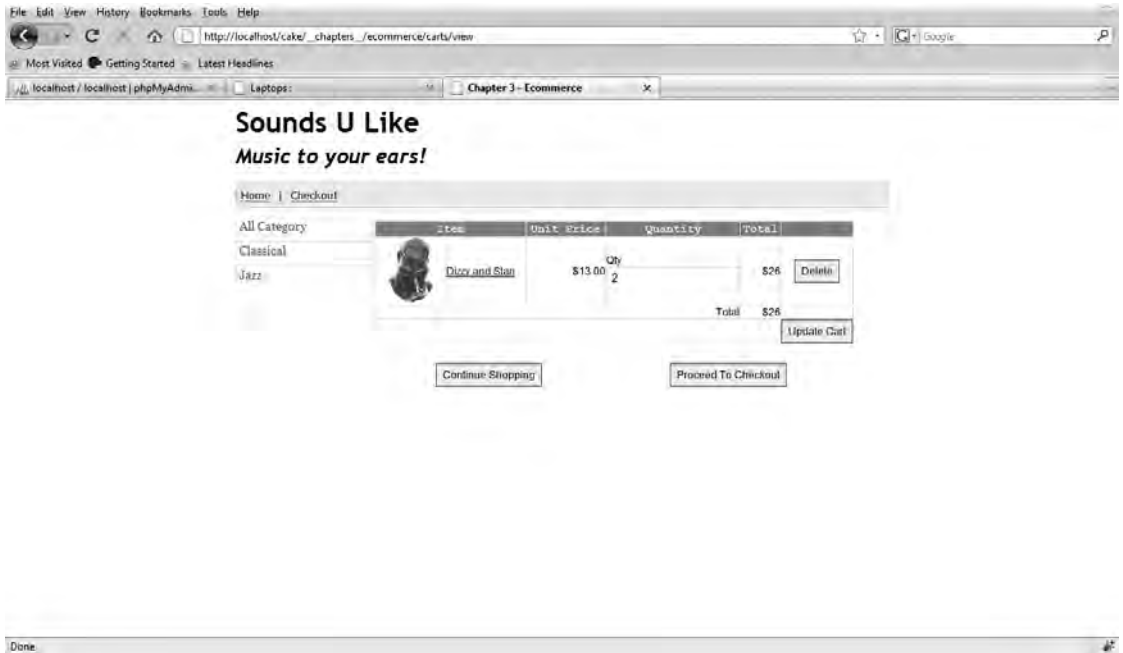 File Edit View History Bookmarks Tools Help
http://localhost/cake/_chapters_/ecommerce/carts/view
Google
Most Visited Getting Started Latest Headlines
localhost / localhost | phpMyAdmi...
Laptops:
Chapter 3 - Ecommerce
Sounds U Like
Music to your ears!
Home | Checkout
All Category
Classical
Jazz
Item Unit Price Quantity Total
Qty
Dizzy and Stan $13.00 2 $26 Delete
Total $26
Update Cart
Continue Shopping Proceed To Checkout
Done